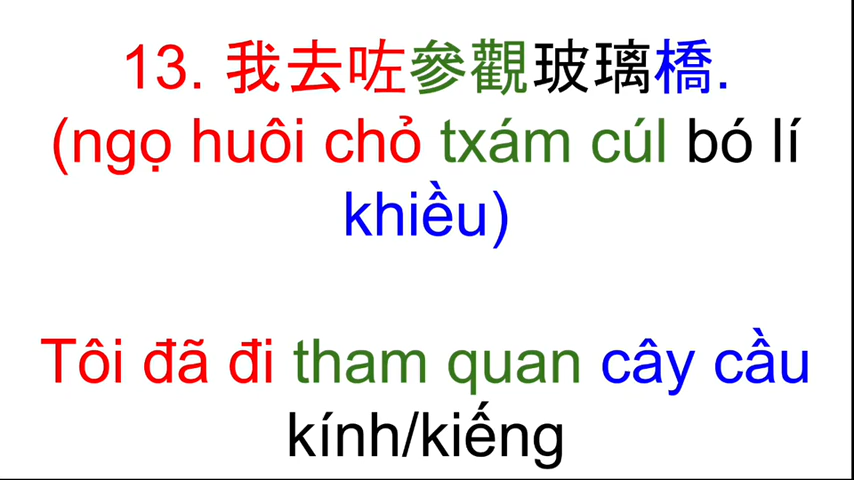 13. 我去咗參觀玻璃橋.
(ngọ huôi chỏ txám cúl bó lí
khiều)
Tôi đã đi tham quan cây cầu
kính/kiếng